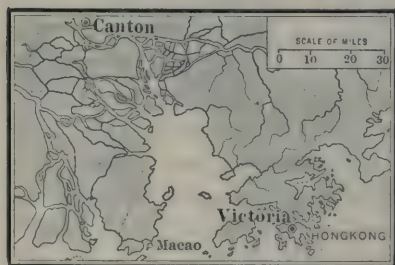 Canton
SCALE OF MILES
0 10 20 30
Victoria
HONGKONG
Macao